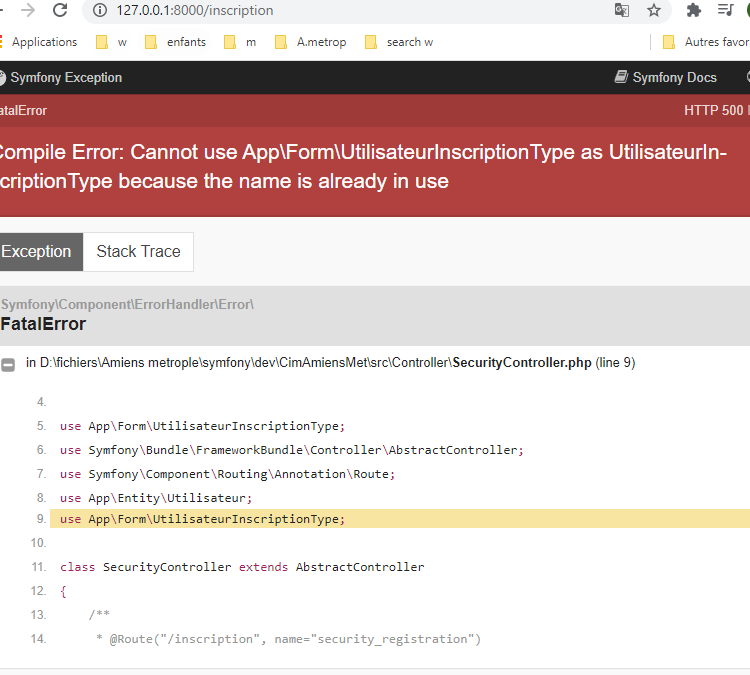 127.0.0.1:8000/inscription
Applications w enfants m A.metrop search w Autres favor
Symfony Exception Symfony Docs
atalError HTTP 500
Compile Error: Cannot use App\Form\UtilisateurInscriptionType as UtilisateurIn-
criptionType because the name is already in use
Exception Stack Trace
Symfony\Component\ErrorHandler\Error\
FatalError
in D:\fichiers\Amiens metrople\symfony\dev\CimAmiensMet\src\Controller\SecurityController.php (line 9)
4.
5. use App\Form\UtilisateurInscriptionType;
6. use Symfony\Bundle\FrameworkBundle\Controller\AbstractController;
7. use Symfony\Component\Routing\Annotation\Route;
8. use App\Entity\Utilisateur;
9. use App\Form\UtilisateurInscriptionType;
10.
11. class SecurityController extends AbstractController
12. {
13. /**
14. * @Route("/inscription", name="security_registration")